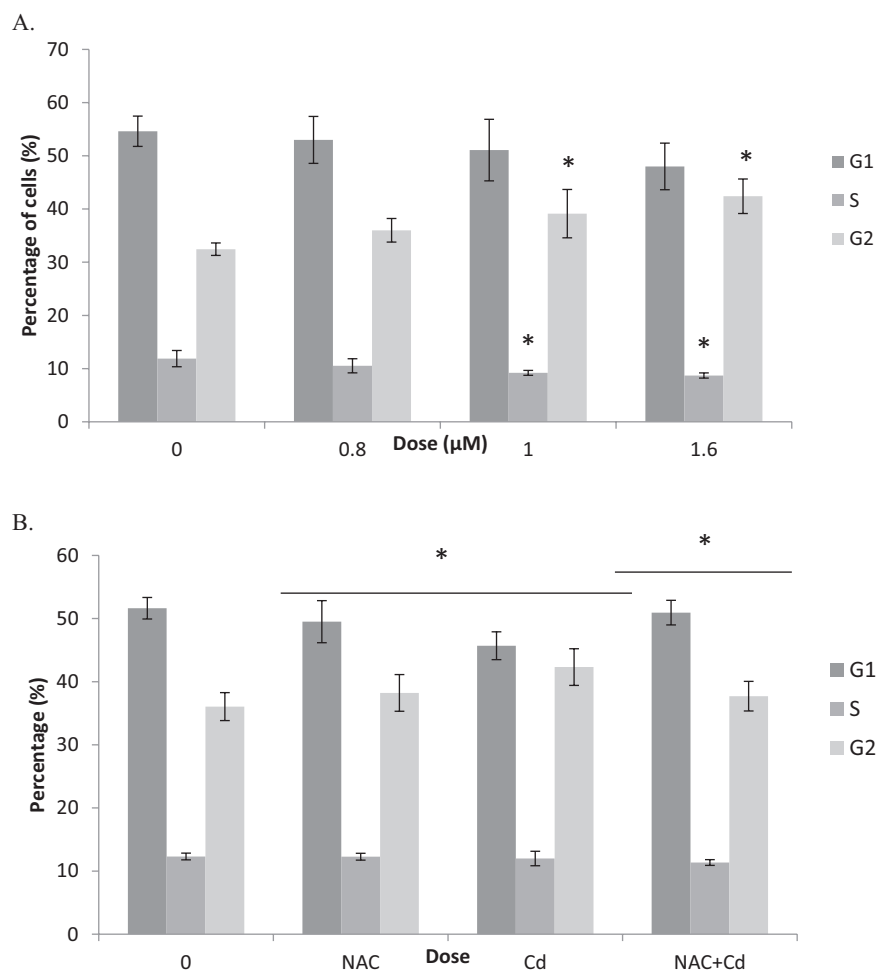 A.
70
60
50
40
30
20
10
0
Percentage of cells (%)
*
*
*
*
G1
S
G2
0
0.8
1
1.6
Dose (μM)
B.
60
50
40
30
20
10
0
Percentage (%)
*
*
G1
S
G2
0
NAC
Cd
NAC+Cd
Dose